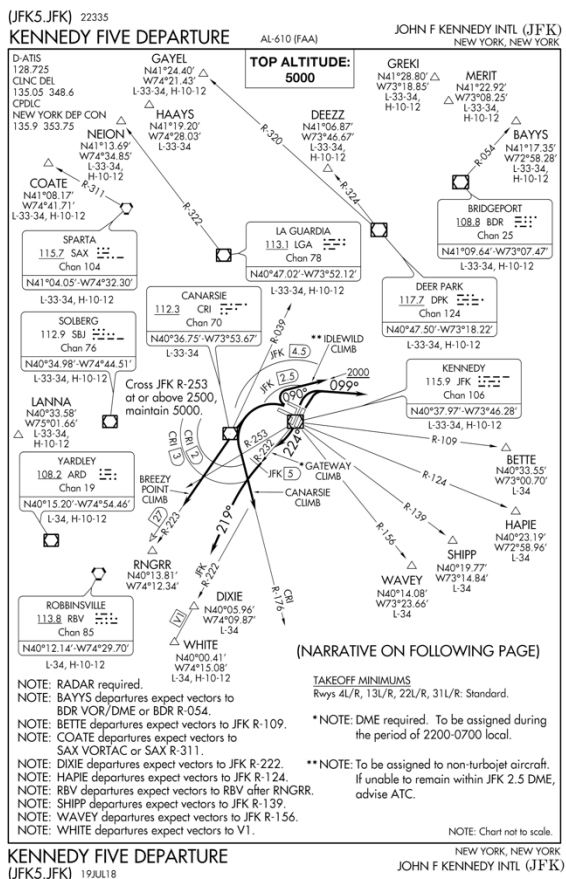 (JFK5.JFK) 22335
KENNEDY FIVE DEPARTURE
AL-610 (FAA)
JOHN F KENNEDY INTL (JFK)
NEW YORK, NEW YORK
D-ATIS
128.725
CLNC DEL
135.05 348.6
CPDLC
NEW YORK DEP CON
135.9 353.75
TOP ALTITUDE:
5000
GAYEL
N41°24.40'
W74°21.43'
L-33-34, H-10-12
HAAYS
N41°19.20'
W74°28.03'
L-33-34
NEION
N41°13.69'
W74°34.85'
L-33-34,
H-10-12
COATE
N41°08.17'
W74°41.71'
L-33-34, H-10-12
GREKI
N41°28.80'
W73°18.85'
L-33-34,
H-10-12
MERIT
N41°22.92'
W73°08.25'
L-33-34,
H-10-12
BAYYS
N41°17.35'
W72°58.28'
L-33-34,
H-10-12
DEEZZ
N41°06.87'
W73°46.67'
L-33-34,
H-10-12
R-320
R-324
R-054
R-311
R-322
SPARTA
115.7 SAX
Chan 104
N41°04.05'-W74°32.30'
L-33-34, H-10-12
LA GUARDIA
113.1 LGA
Chan 78
N40°47.02'-W73°52.12'
L-33-34, H-10-12
BRIDGEPORT
108.8 BDR
Chan 25
N41°09.64'-W73°07.47'
L-33-34, H-10-12
DEER PARK
117.7 DPK
Chan 124
N40°47.50'-W73°18.22'
L-33-34, H-10-12
SOLBERG
112.9 SBJ
Chan 76
N40°34.98'-W74°44.51'
L-33-34, H-10-12
CANARSIE
112.3 CRI
Chan 70
N40°36.75'-W73°53.67'
L-33-34
KENNEDY
115.9 JFK
Chan 106
N40°37.97'-W73°46.28'
L-33-34, H-10-12
R-039
** IDLEWILD
CLIMB
JFK 4.5
JFK 2.5
2000
090°
099°
Cross JFK R-253
at or above 2500,
maintain 5000.
CRI 3
CRI 2
R-253
R-232
224°
JFK 5
*GATEWAY
CLIMB
CANARSIE
CLIMB
BREEZY
POINT
CLIMB
27
R-223
219°
JFK
R-222
CRI
R-176
V1
R-109
R-124
R-139
R-156
LANNA
N40°33.58'
W75°01.66'
L-33-34,
H-10-12
YARDLEY
108.2 ARD
Chan 19
N40°15.20'-W74°54.46'
L-34, H-10-12
ROBBINSVILLE
113.8 RBV
Chan 85
N40°12.14'-W74°29.70'
L-34, H-10-12
RNGRR
N40°13.81'
W74°12.34'
DIXIE
N40°05.96'
W74°09.87'
L-34
WHITE
N40°00.41'
W74°15.08'
L-34, H-10-12
BETTE
N40°33.55'
W73°00.70'
L-34
HAPIE
N40°23.19'
W72°58.96'
L-34
SHIPP
N40°19.77'
W73°14.84'
L-34
WAVEY
N40°14.08'
W73°23.66'
L-34
(NARRATIVE ON FOLLOWING PAGE)
NOTE: RADAR required.
NOTE: BAYYS departures expect vectors to
BDR VOR/DME or BDR R-054.
NOTE: BETTE departures expect vectors to JFK R-109.
NOTE: COATE departures expect vectors to
SAX VORTAC or SAX R-311.
NOTE: DIXIE departures expect vectors to JFK R-222.
NOTE: HAPIE departures expect vectors to JFK R-124.
NOTE: RBV departures expect vectors to RBV after RNGRR.
NOTE: SHIPP departures expect vectors to JFK R-139.
NOTE: WAVEY departures expect vectors to JFK R-156.
NOTE: WHITE departures expect vectors to V1.
TAKEOFF MINIMUMS
Rwys 4L/R, 13L/R, 22L/R, 31L/R: Standard.
* NOTE: DME required. To be assigned during
the period of 2200-0700 local.
** NOTE: To be assigned to non-turbojet aircraft.
If unable to remain within JFK 2.5 DME,
advise ATC.
NOTE: Chart not to scale.
KENNEDY FIVE DEPARTURE
(JFK5.JFK) 19JUL18
NEW YORK, NEW YORK
JOHN F KENNEDY INTL (JFK)